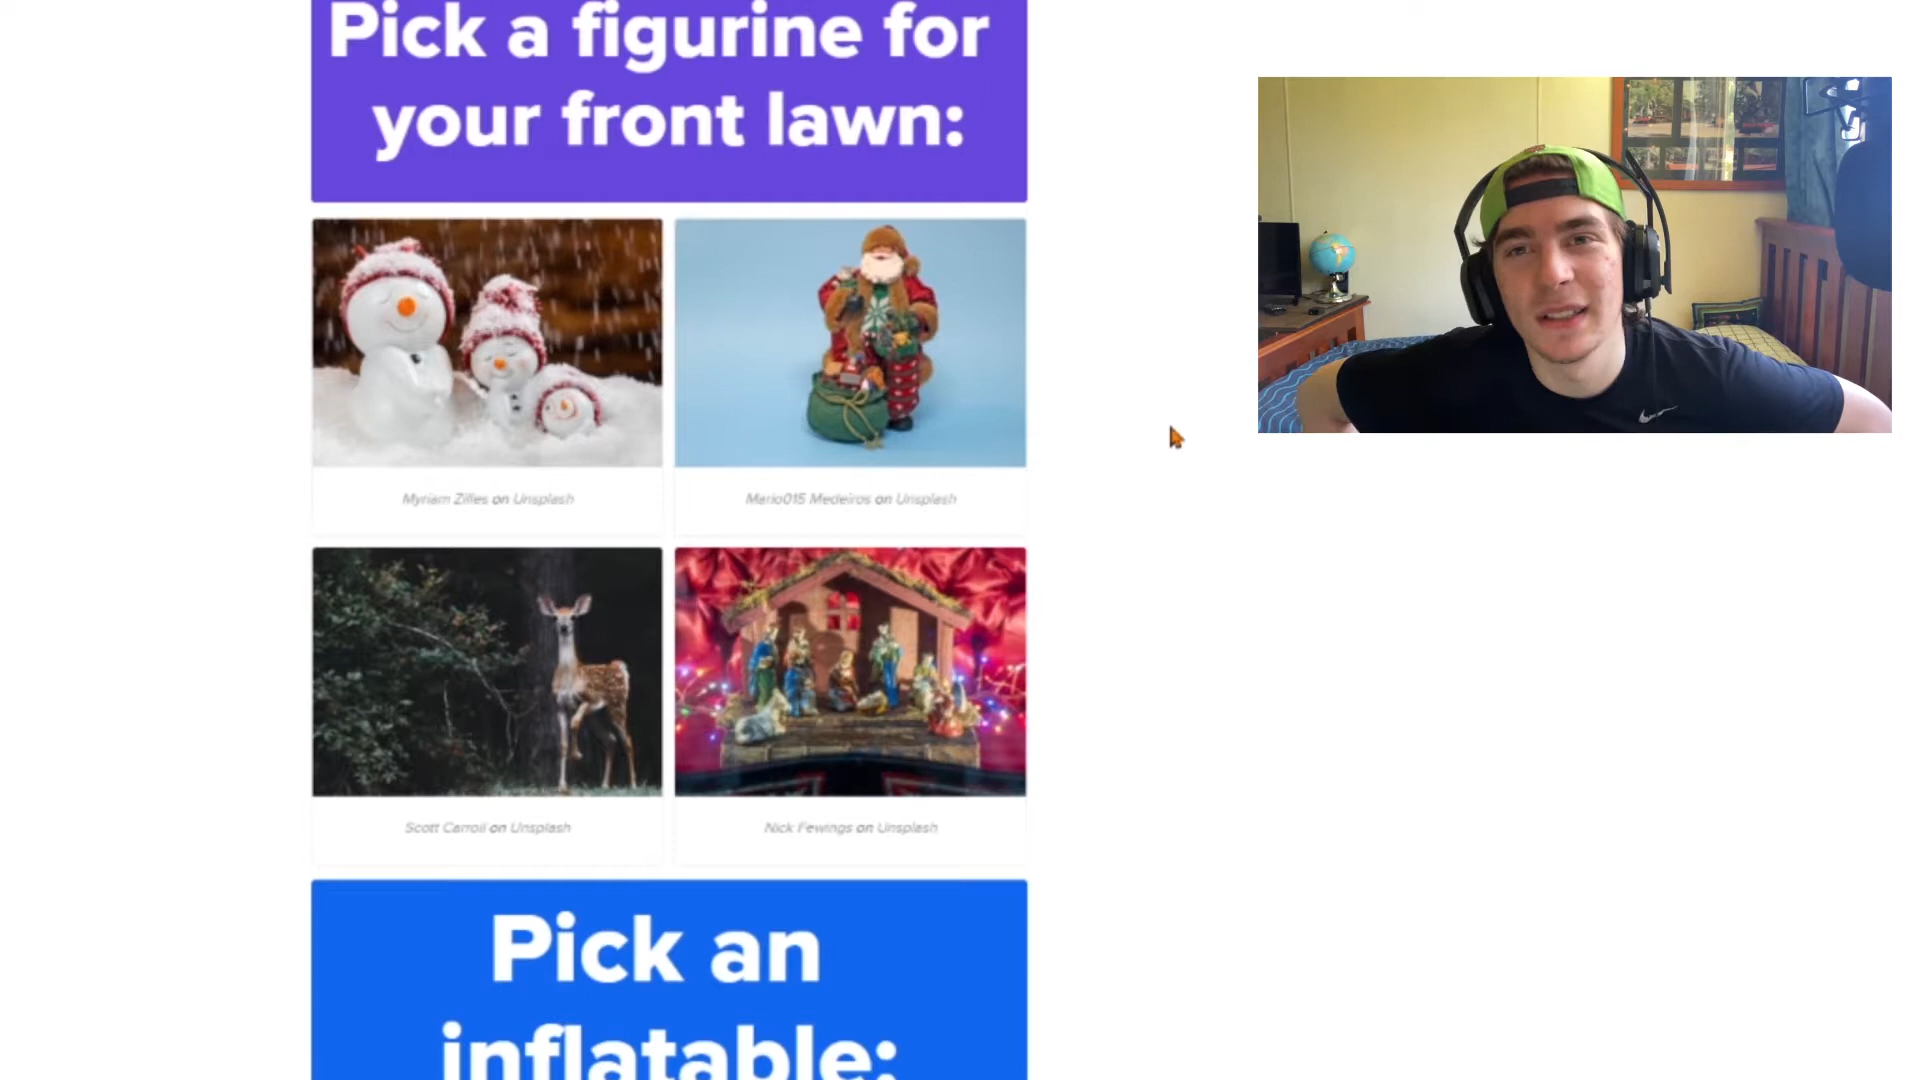 Pick a figurine for
your front lawn:
Myriam Zilles on Unsplash
Mario015 Medeiros on Unsplash
Scott Carroll on Unsplash
Nick Fewings on Unsplash
Pick an
inflatable: